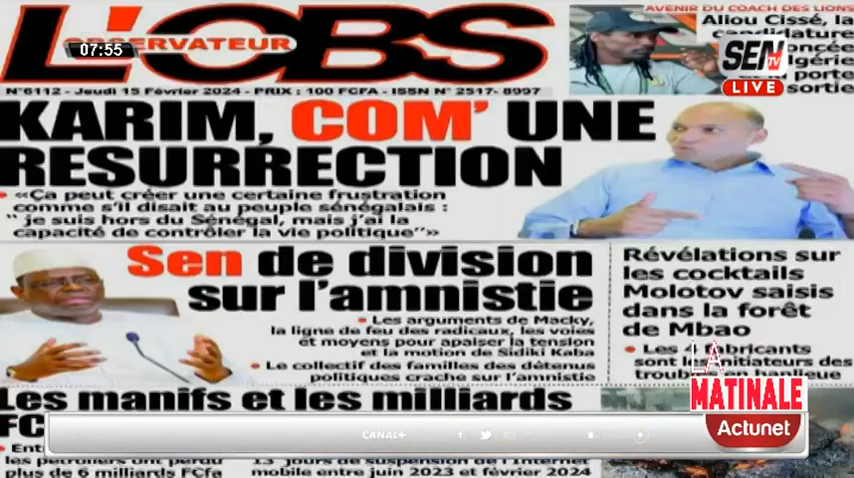 AVENIR DU COACH DES LIONS
Aliou Cissé, la
candidature
et la porte
sortie
SEN TV
LIVE
07:55
L'OBS
OBSERVATEUR
N°6112 - Jeudi 15 Février 2024 - PRIX : 100 FCFA - ISSN N° 2517- 8997
KARIM, COM' UNE
RESURRECTION
• «Ça peut créer une certaine frustration
comme s'il disait au peuple sénégalais :
" je suis hors du Sénégal, mais j'ai la
capacité de contrôler la vie politique"»
Sen de division
sur l'amnistie
• Les arguments de Macky,
la ligne de feu des radicaux, les voies
et moyens pour apaiser la tension
et la motion de Sidiki Kaba
• Le collectif des familles des détenus
politiques crache sur l'amnistie
Révélations sur
les cocktails
Molotov saisis
dans la forêt
de Mbao
• Les 4 fabricants
sont
initiateurs des
en banlieue
Les manifs et les milliards
FC
les pétroliers ont perdu
plus de 6 milliards FCfa
13 jours de suspension de l'Internet
mobile entre juin 2023 et février 2024
LA
MATINALE
Actunet
CANAL+